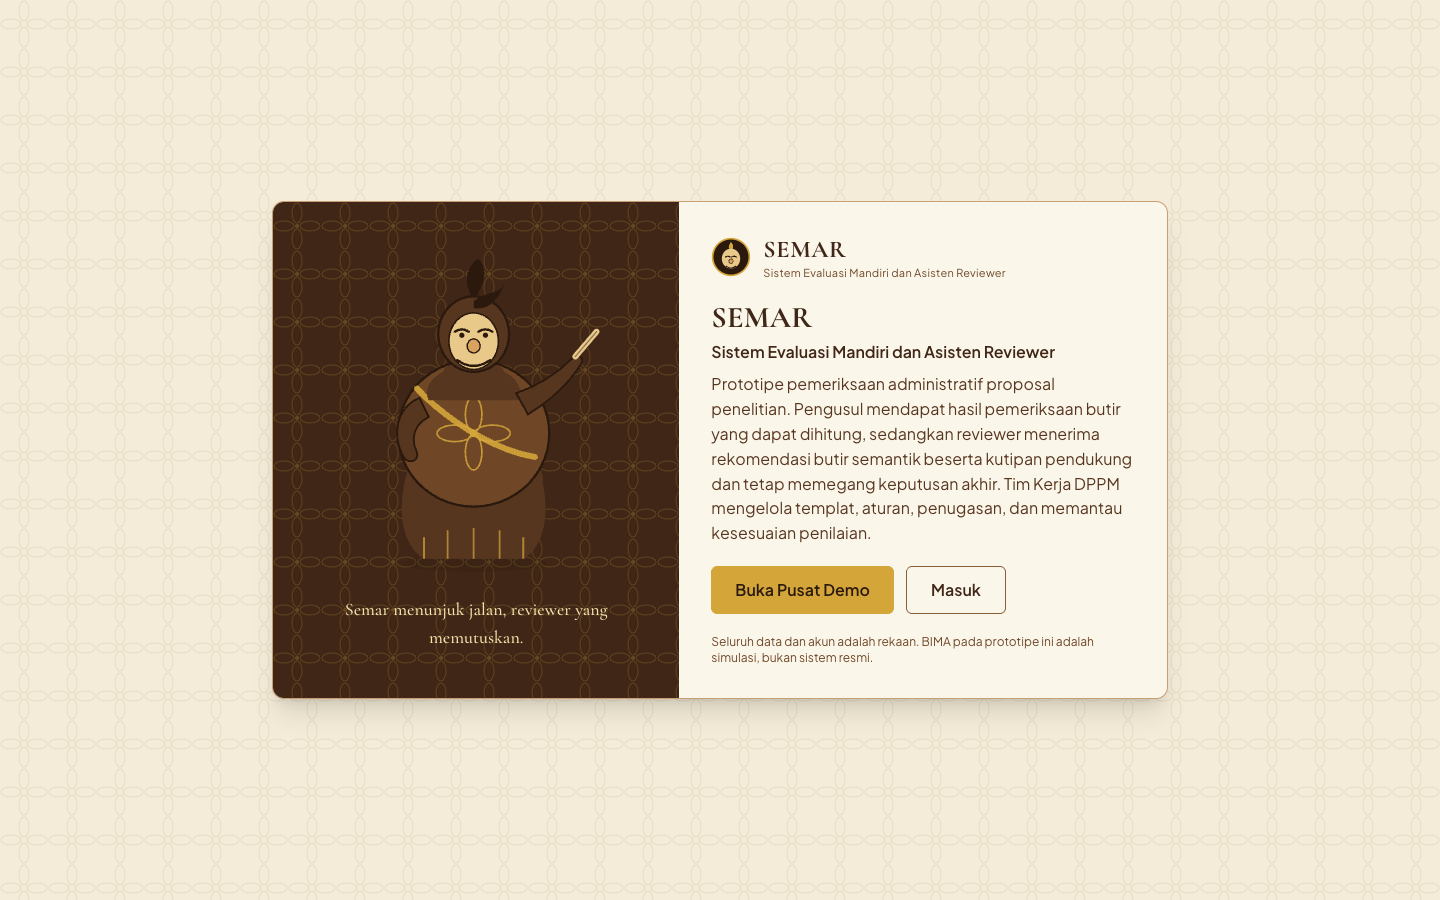 Semar menunjuk jalan, reviewer yang
memutuskan.
SEMAR
Sistem Evaluasi Mandiri dan Asisten Reviewer
SEMAR
Sistem Evaluasi Mandiri dan Asisten Reviewer
Prototipe pemeriksaan administratif proposal
penelitian. Pengusul mendapat hasil pemeriksaan butir
yang dapat dihitung, sedangkan reviewer menerima
rekomendasi butir semantik beserta kutipan pendukung
dan tetap memegang keputusan akhir. Tim Kerja DPPM
mengelola templat, aturan, penugasan, dan memantau
kesesuaian penilaian.
Buka Pusat Demo
Masuk
Seluruh data dan akun adalah rekaan. BIMA pada prototipe ini adalah
simulasi, bukan sistem resmi.